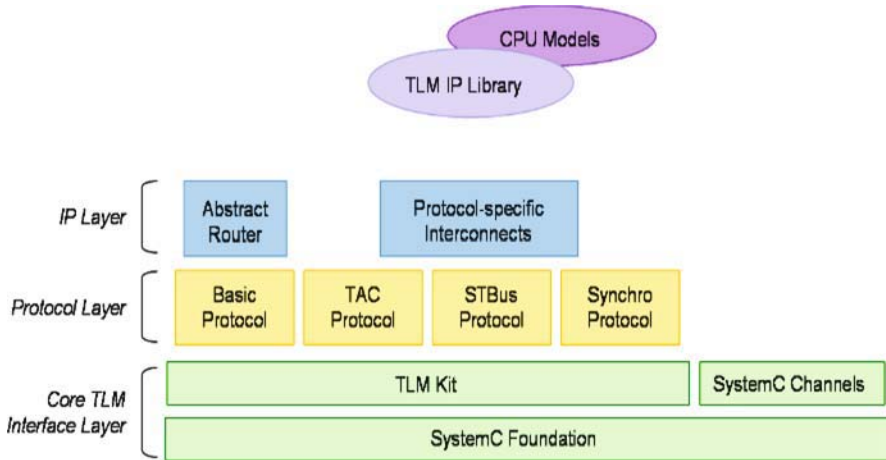 CPU Models
TLM IP Library
IP Layer
Abstract
Router
Protocol-specific
Interconnects
Protocol Layer
Basic
Protocol
TAC
Protocol
STBus
Protocol
Synchro
Protocol
Core TLM
Interface Layer
TLM Kit
SystemC Channels
SystemC Foundation